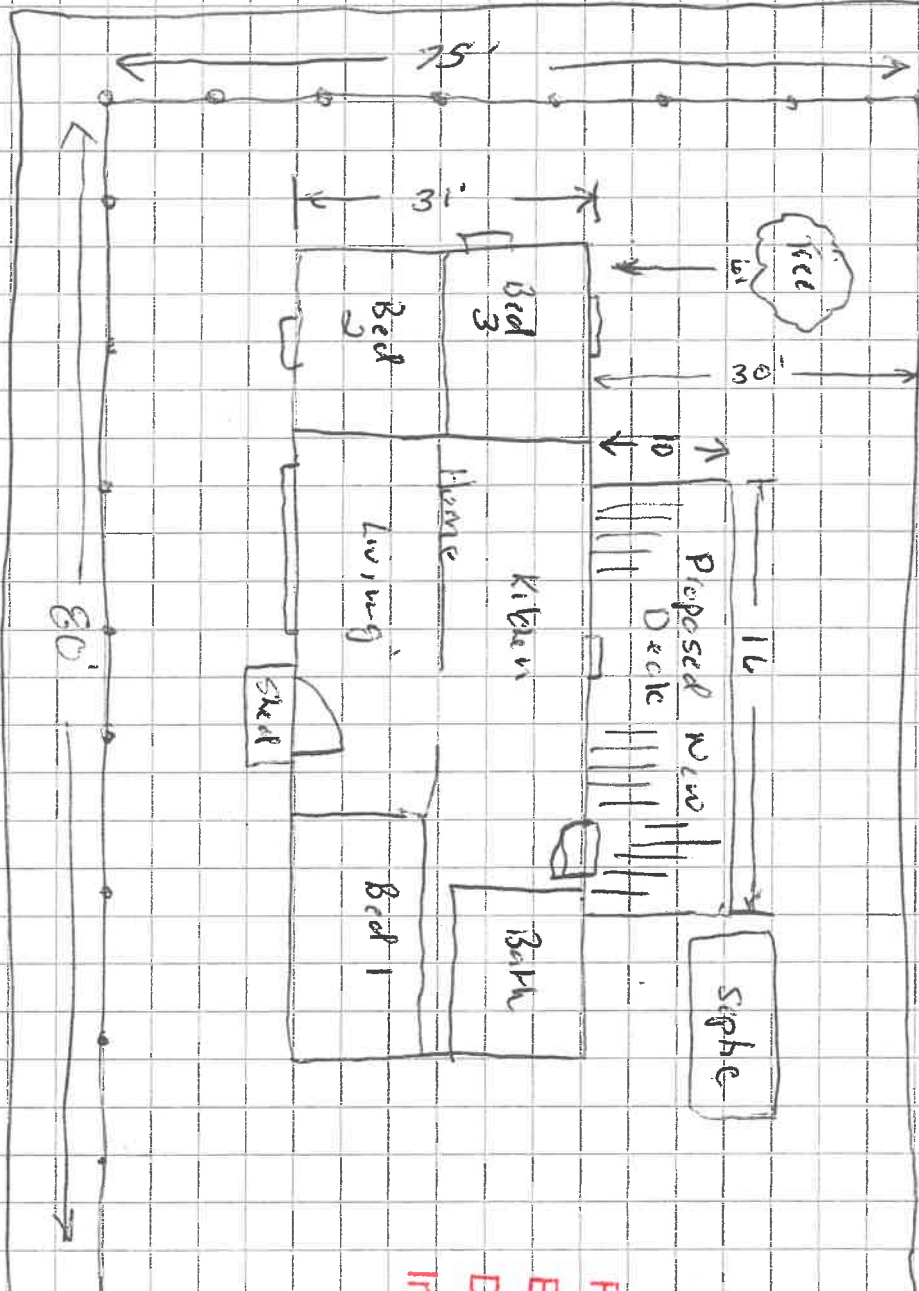 75'
31'
Tree
30'
10
16
Proposed New
Deck
Bed
3
Bed
2
Home
Kitchen
Living
Shed
Bed 1
Bath
Septic
80'